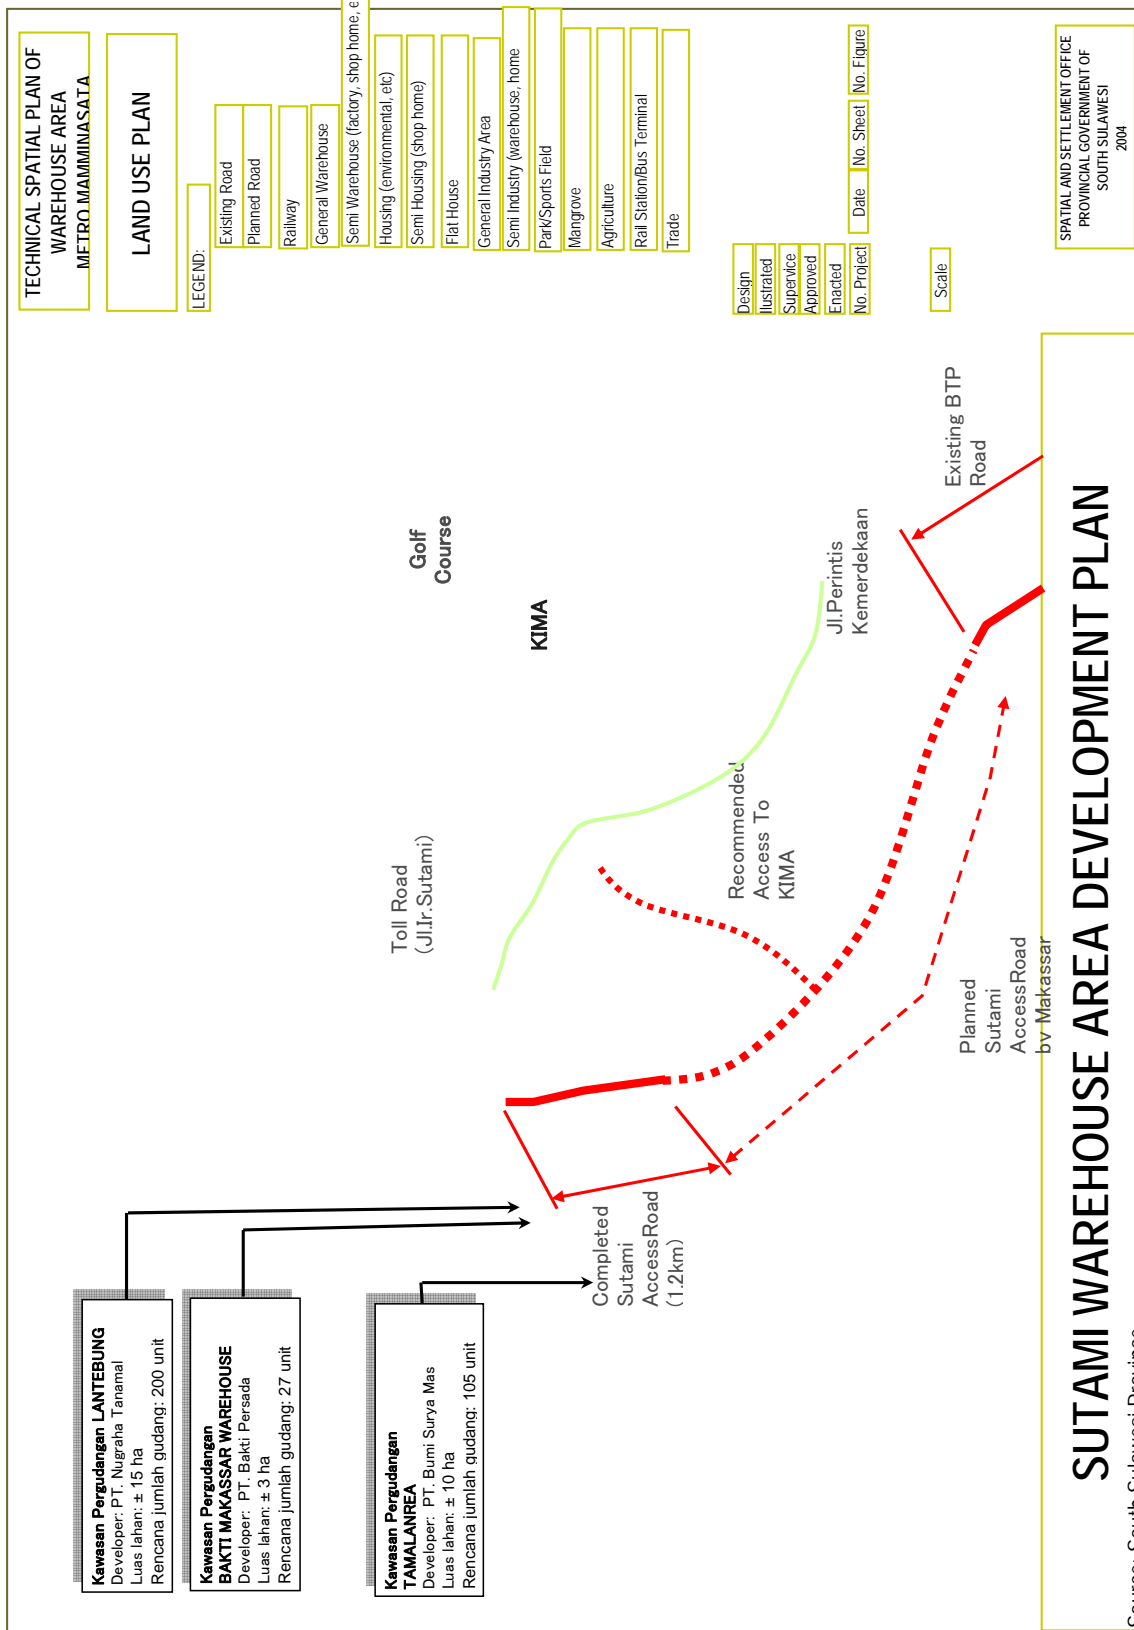 TECHNICAL SPATIAL PLAN OF
WAREHOUSE AREA
METRO MAMMINASATA
LAND USE PLAN
LEGEND:
Existing Road
Planned Road
Railway
General Warehouse
Semi Warehouse (factory, shop home, e
Housing (environmental, etc)
Semi Housing (shop home)
Flat House
General Industry Area
Semi Industry (warehouse, home
Park/Sports Field
Mangrove
Agriculture
Rail Station/Bus Terminal
Trade
Design
Ilustrated
Supervice
Approved
Enacted
No. Project
Date
No. Sheet
No. Figure
Scale
SPATIAL AND SETTLEMENT OFFICE
PROVINCIAL GOVERNMENT OF
SOUTH SULAWESI
2004
Golf
Course
KIMA
Jl.Perintis
Kemerdekaan
Existing BTP
Road
Toll Road
(Jl.Ir.Sutami)
Recommended
Access To
KIMA
Planned
Sutami
AccessRoad
by Makassar
Completed
Sutami
AccessRoad
(1.2km)
Kawasan Pergudangan LANTEBUNG
Developer: PT. Nugraha Tanamal
Luas lahan: ± 15 ha
Rencana jumlah gudang: 200 unit
Kawasan Pergudangan
BAKTI MAKASSAR WAREHOUSE
Developer: PT. Bakti Persada
Luas lahan: ± 3 ha
Rencana jumlah gudang: 27 unit
Kawasan Pergudangan
TAMALANREA
Developer: PT. Bumi Surya Mas
Luas lahan: ± 10 ha
Rencana jumlah gudang: 105 unit
SUTAMI WAREHOUSE AREA DEVELOPMENT PLAN
Source: South Sulawesi Province